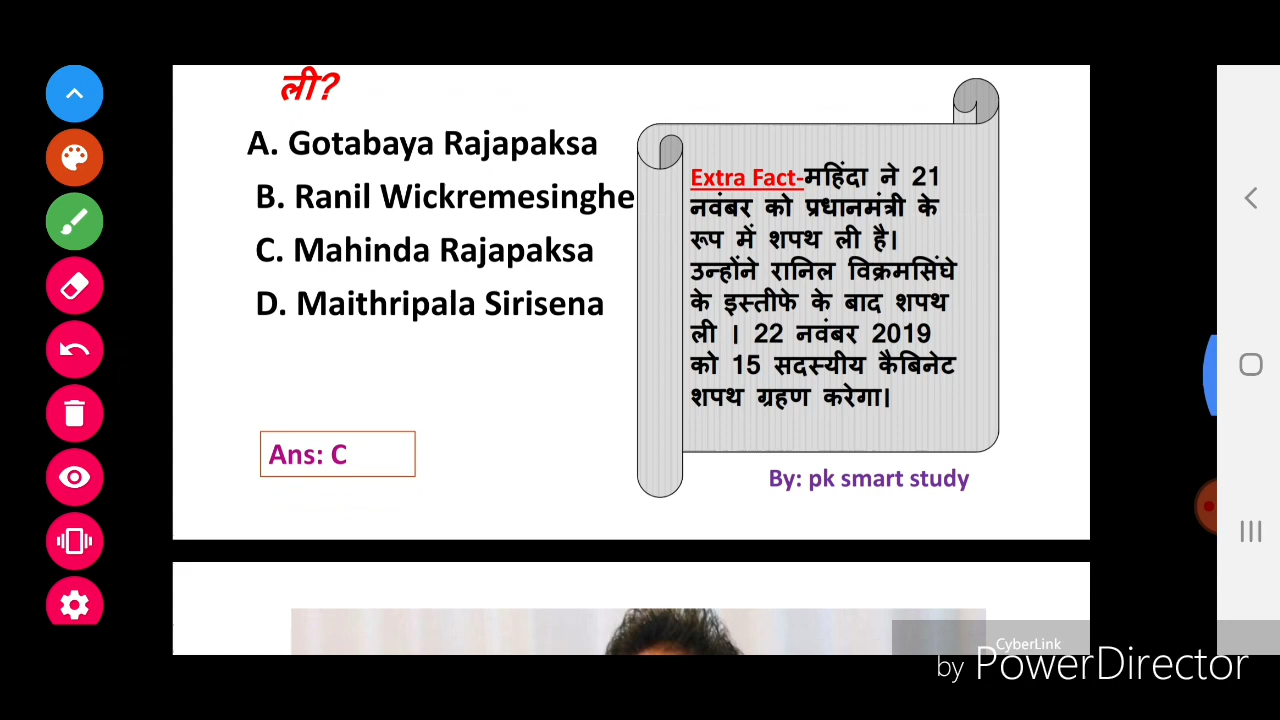 ली?
A. Gotabaya Rajapaksa
B. Ranil Wickremesinghe
C. Mahinda Rajapaksa
D. Maithripala Sirisena
Ans: C
Extra Fact-महिंदा ने 21
नवंबर को प्रधानमंत्री के
रूप में शपथ ली है।
उन्होंने रानिल विक्रमसिंघे
के इस्तीफे के बाद शपथ
ली । 22 नवंबर 2019
को 15 सदस्यीय कैबिनेट
शपथ ग्रहण करेगा।
By: pk smart study
CyberLink
by PowerDirector